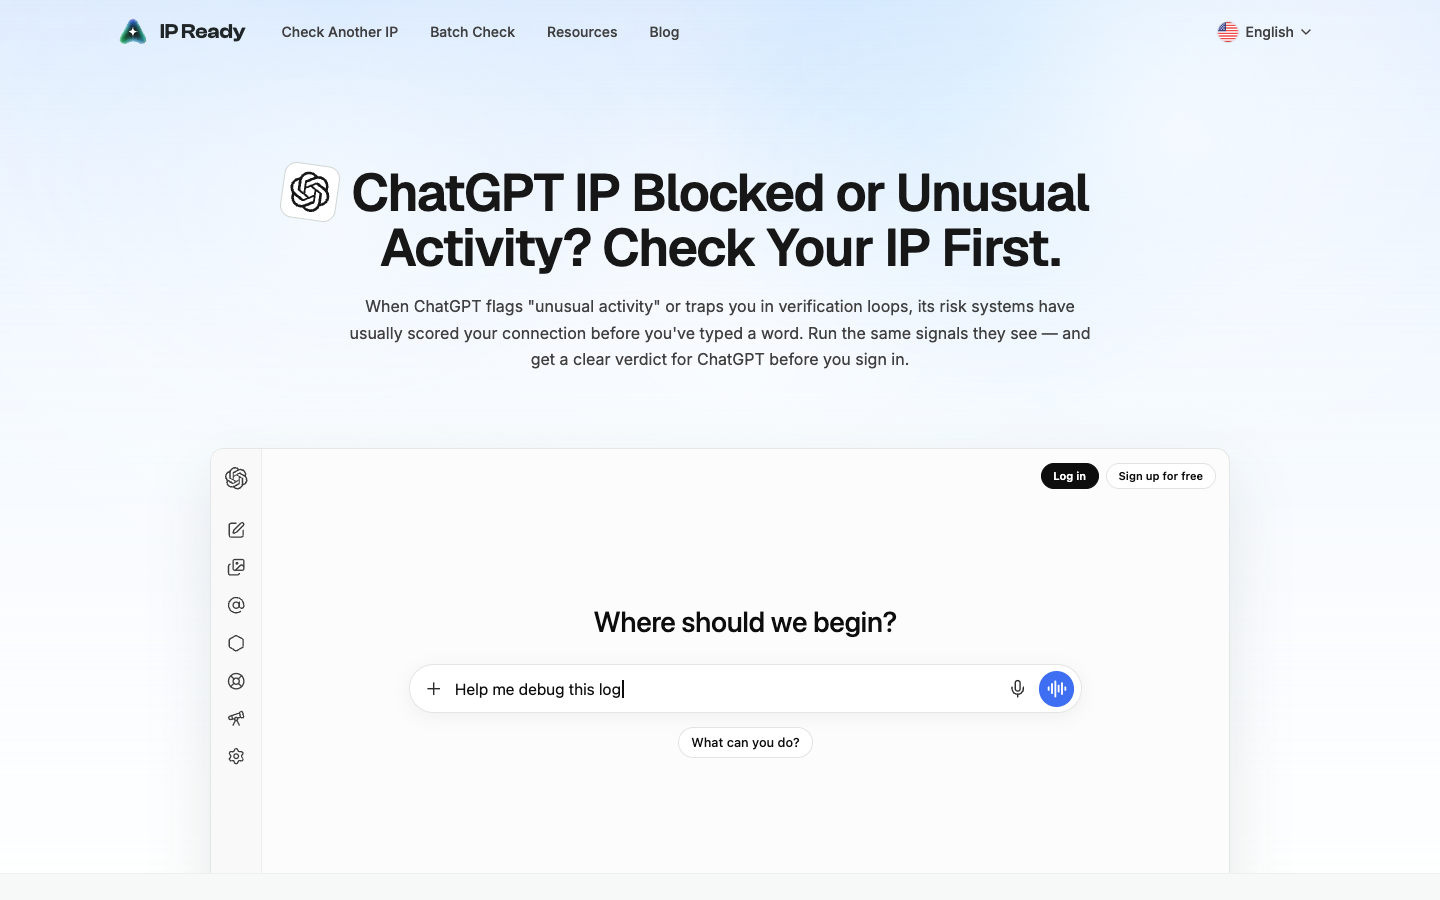 IP Ready
Check Another IP
Batch Check
Resources
Blog
English
ChatGPT IP Blocked or Unusual
Activity? Check Your IP First.
When ChatGPT flags "unusual activity" or traps you in verification loops, its risk systems have
usually scored your connection before you've typed a word. Run the same signals they see — and
get a clear verdict for ChatGPT before you sign in.
Log in
Sign up for free
Where should we begin?
Help me debug this log
What can you do?